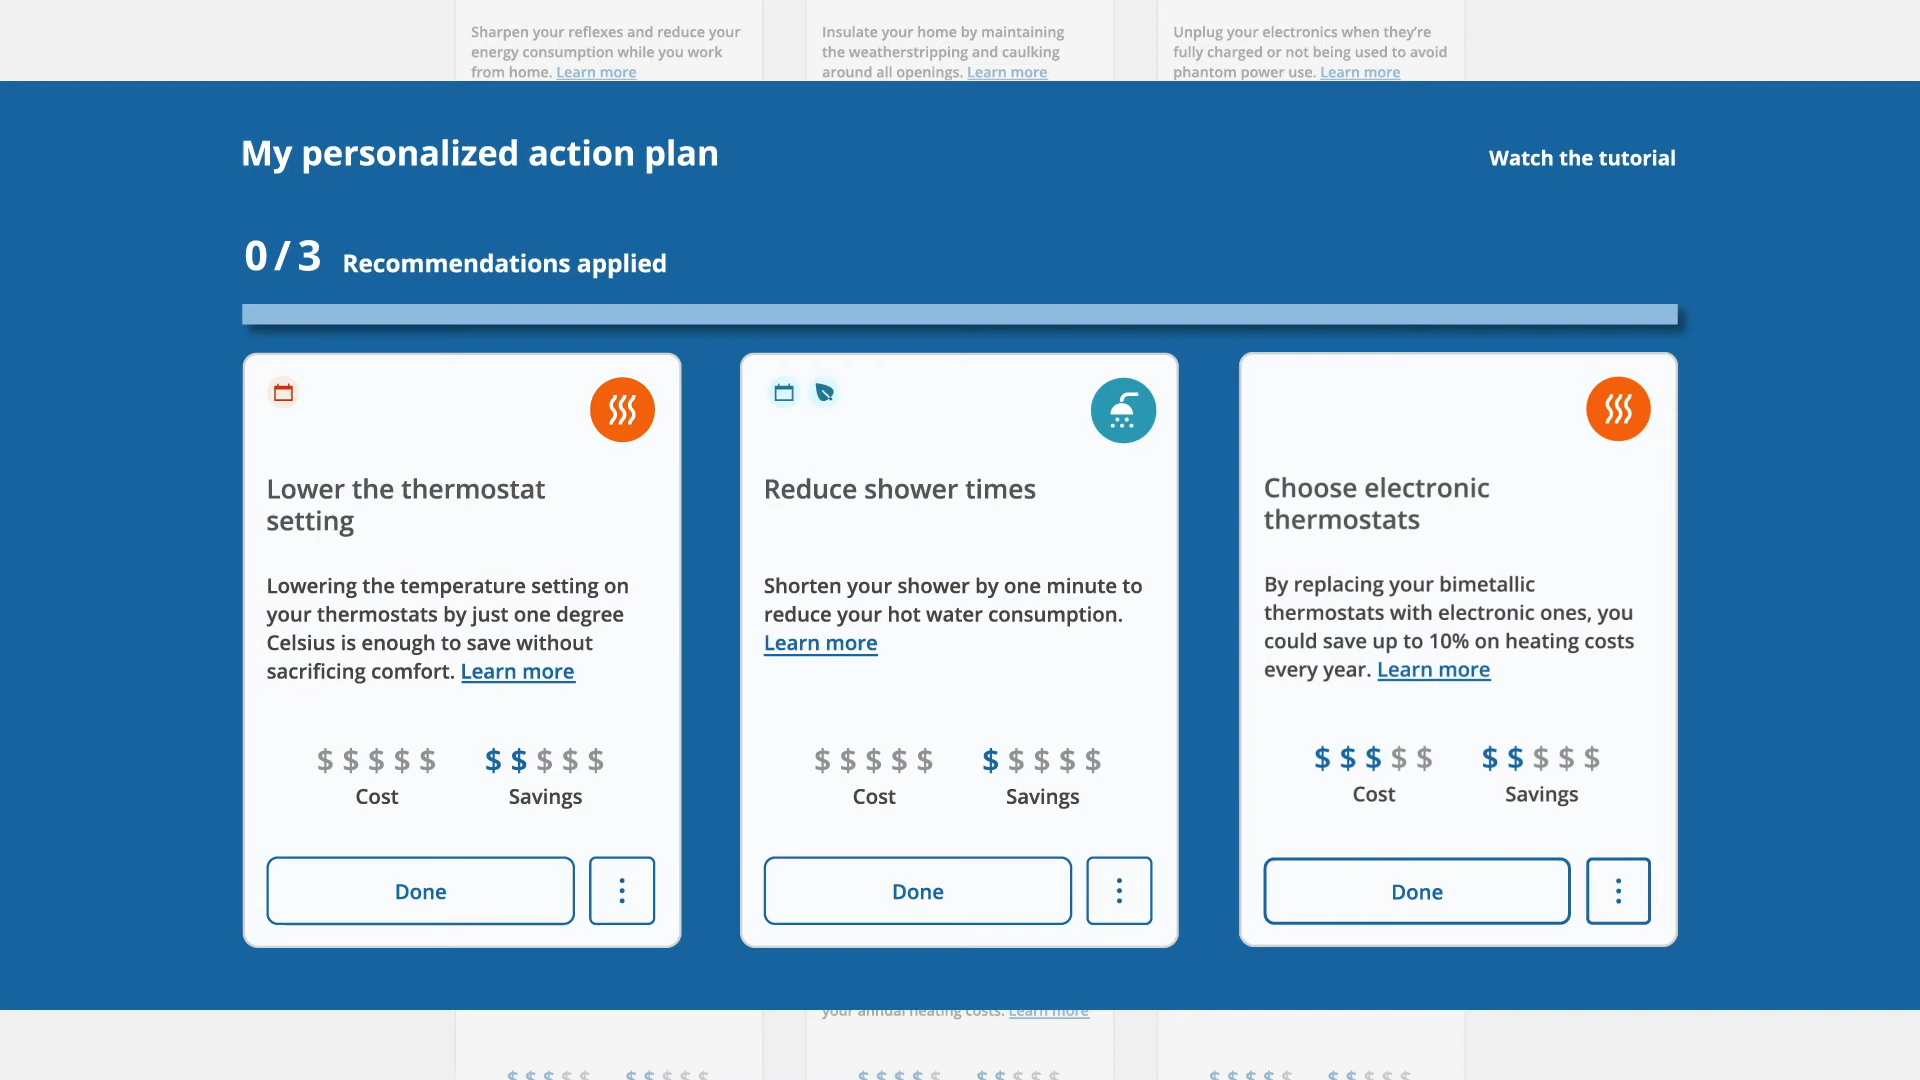 Sharpen your reflexes and reduce your
energy consumption while you work
from home. Learn more
Insulate your home by maintaining
the weatherstripping and caulking
around all openings. Learn more
Unplug your electronics when they're
fully charged or not being used to avoid
phantom power use. Learn more
My personalized action plan
Watch the tutorial
0/3 Recommendations applied
Lower the thermostat
setting
Lowering the temperature setting on
your thermostats by just one degree
Celsius is enough to save without
sacrificing comfort. Learn more
$ $ $ $ $ $ $ $ $ $
Cost Savings
Done
Reduce shower times
Shorten your shower by one minute to
reduce your hot water consumption.
Learn more
$ $ $ $ $ $ $ $ $ $
Cost Savings
Done
Choose electronic
thermostats
By replacing your bimetallic
thermostats with electronic ones, you
could save up to 10% on heating costs
every year. Learn more
$ $ $ $ $ $ $ $ $ $
Cost Savings
Done
your annual heating costs. Learn more
$ $ $ $ $ $ $ $ $ $
$ $ $ $ $ $ $ $ $ $
$ $ $ $ $ $ $ $ $ $